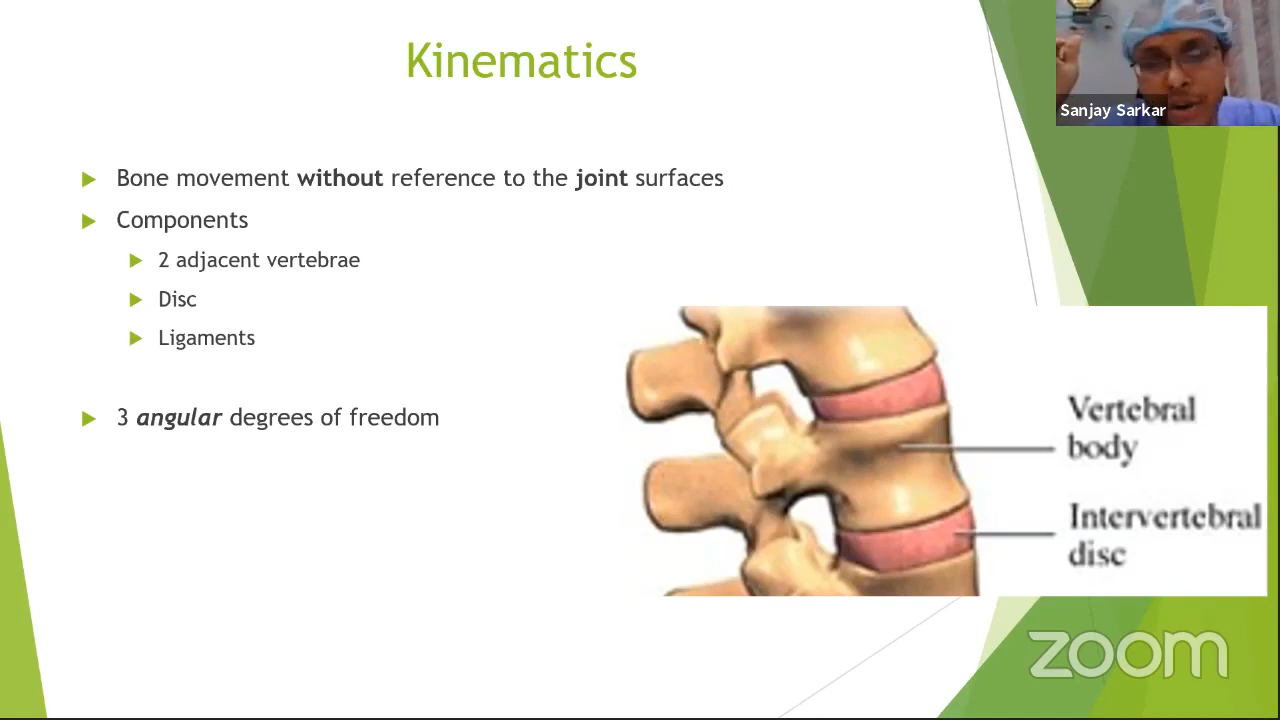 Kinematics
Sanjay Sarkar
Bone movement without reference to the joint surfaces
Components
2 adjacent vertebrae
Disc
Ligaments
3 angular degrees of freedom
Vertebral
body
Intervertebral
disc
zoom